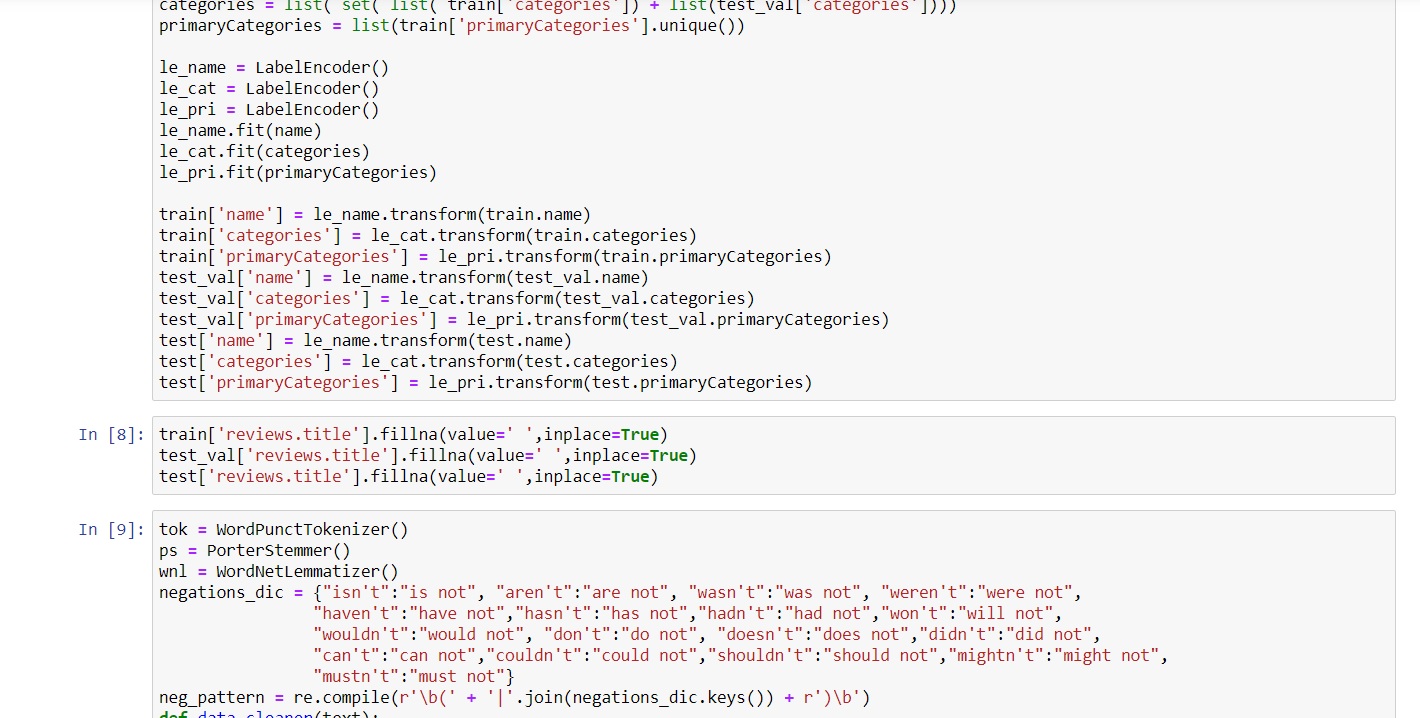 categories = list( set( list( train['categories']) + list(test_val['categories'])))
primaryCategories = list(train['primaryCategories'].unique())
le_name = LabelEncoder()
le_cat = LabelEncoder()
le_pri = LabelEncoder()
le_name.fit(name)
le_cat.fit(categories)
le_pri.fit(primaryCategories)
train['name'] = le_name.transform(train.name)
train['categories'] = le_cat.transform(train.categories)
train['primaryCategories'] = le_pri.transform(train.primaryCategories)
test_val['name'] = le_name.transform(test_val.name)
test_val['categories'] = le_cat.transform(test_val.categories)
test_val['primaryCategories'] = le_pri.transform(test_val.primaryCategories)
test['name'] = le_name.transform(test.name)
test['categories'] = le_cat.transform(test.categories)
test['primaryCategories'] = le_pri.transform(test.primaryCategories)
In [8]: train['reviews.title'].fillna(value=' ',inplace=True)
test_val['reviews.title'].fillna(value=' ',inplace=True)
test['reviews.title'].fillna(value=' ',inplace=True)
In [9]: tok = WordPunctTokenizer()
ps = PorterStemmer()
wnl = WordNetLemmatizer()
negations_dic = {"isn't":"is not", "aren't":"are not", "wasn't":"was not", "weren't":"were not",
"haven't":"have not","hasn't":"has not","hadn't":"had not","won't":"will not",
"wouldn't":"would not", "don't":"do not", "doesn't":"does not","didn't":"did not",
"can't":"can not","couldn't":"could not","shouldn't":"should not","mightn't":"might not",
"mustn't":"must not"}
neg_pattern = re.compile(r'\b(' + '|'.join(negations_dic.keys()) + r')\b')
def data_cleaner(text):